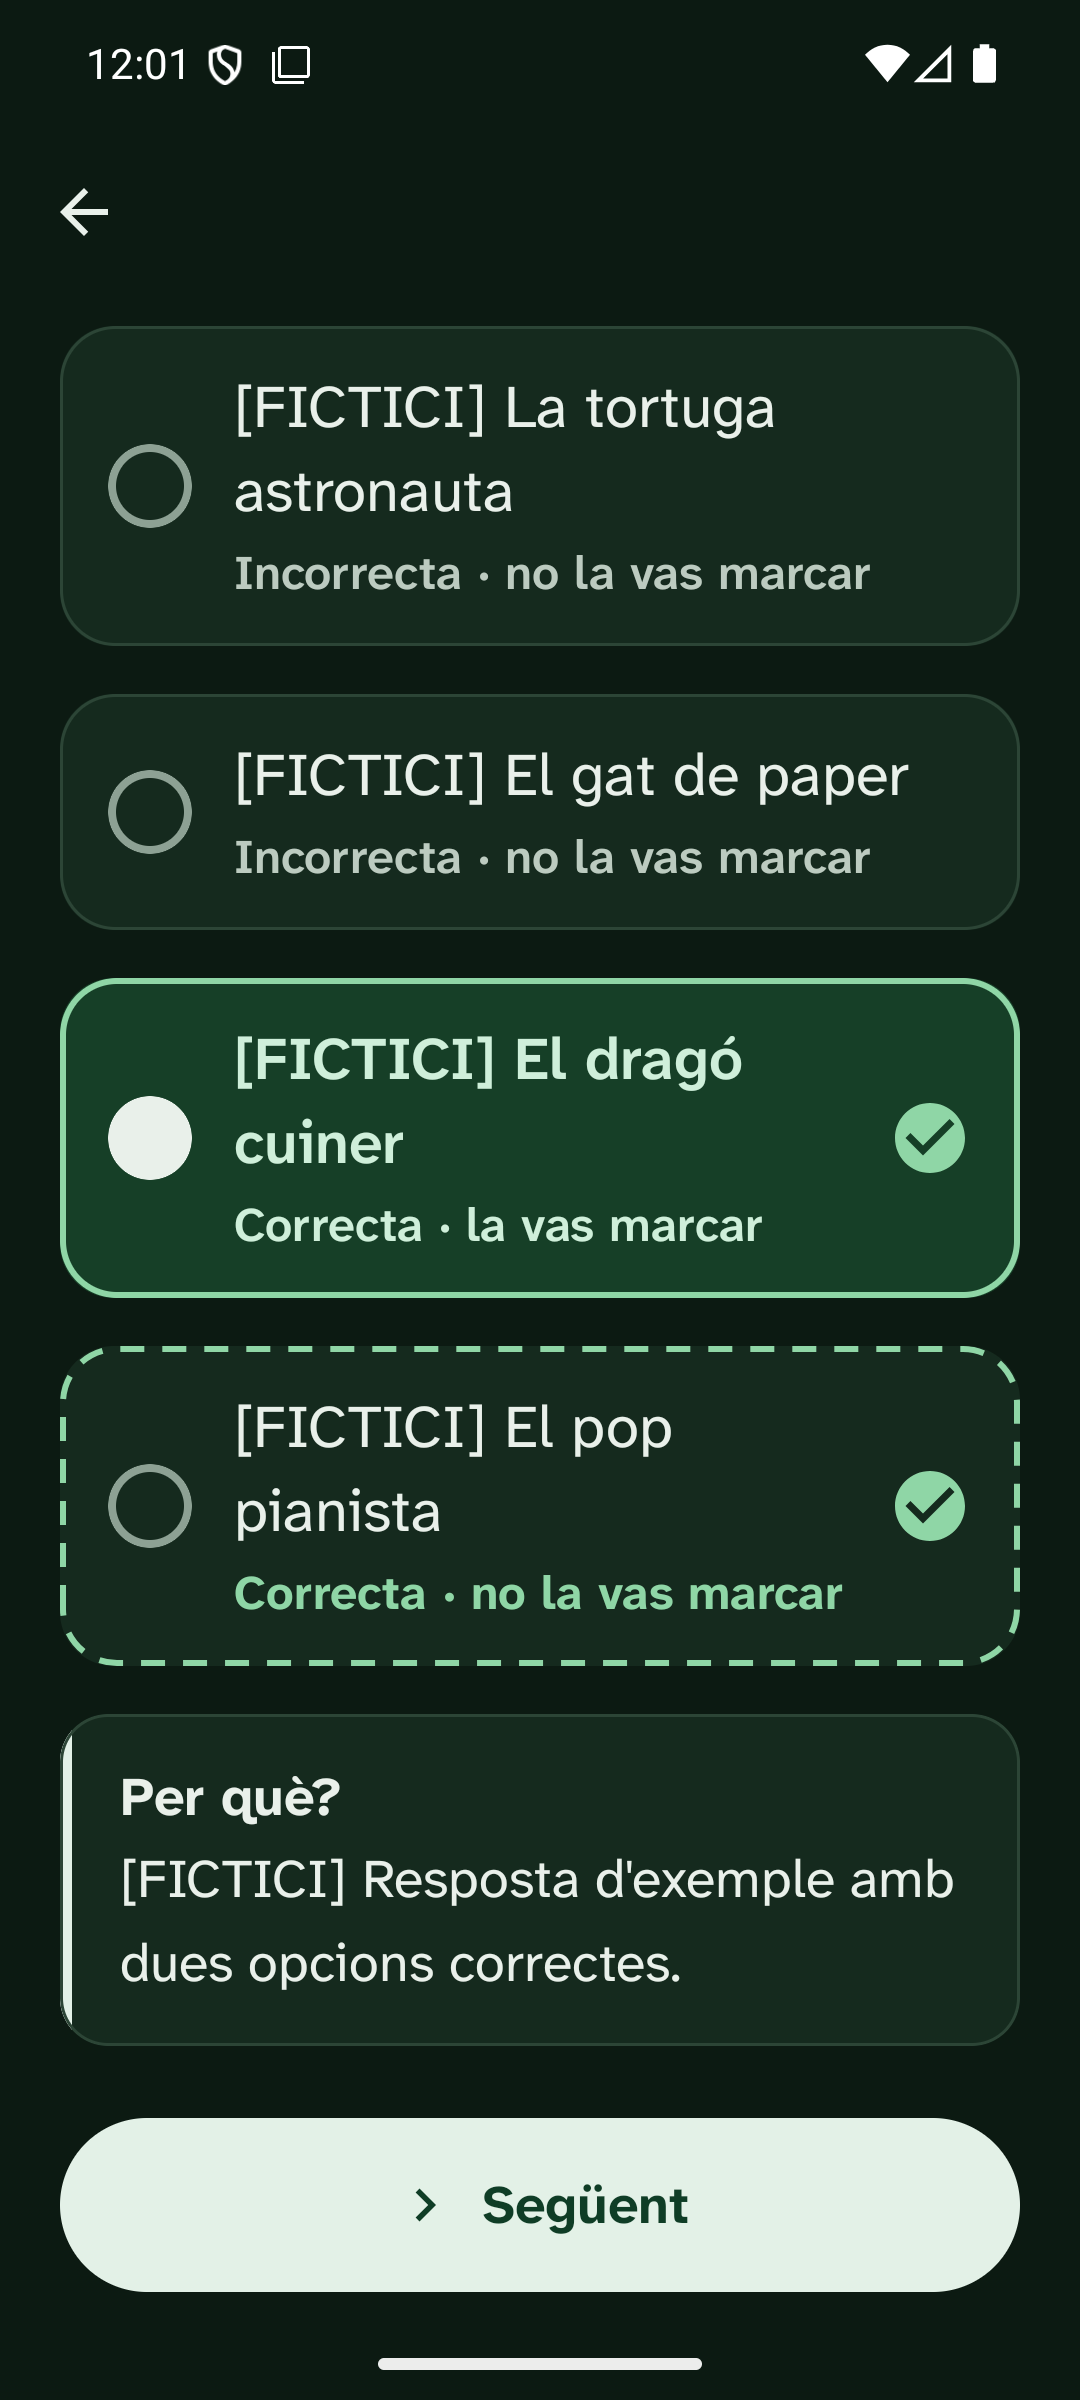 12:01
[FICTICI] La tortuga
astronauta
Incorrecta · no la vas marcar
[FICTICI] El gat de paper
Incorrecta · no la vas marcar
[FICTICI] El dragó
cuiner
Correcta · la vas marcar
[FICTICI] El pop
pianista
Correcta · no la vas marcar
Per què?
[FICTICI] Resposta d'exemple amb
dues opcions correctes.
Següent